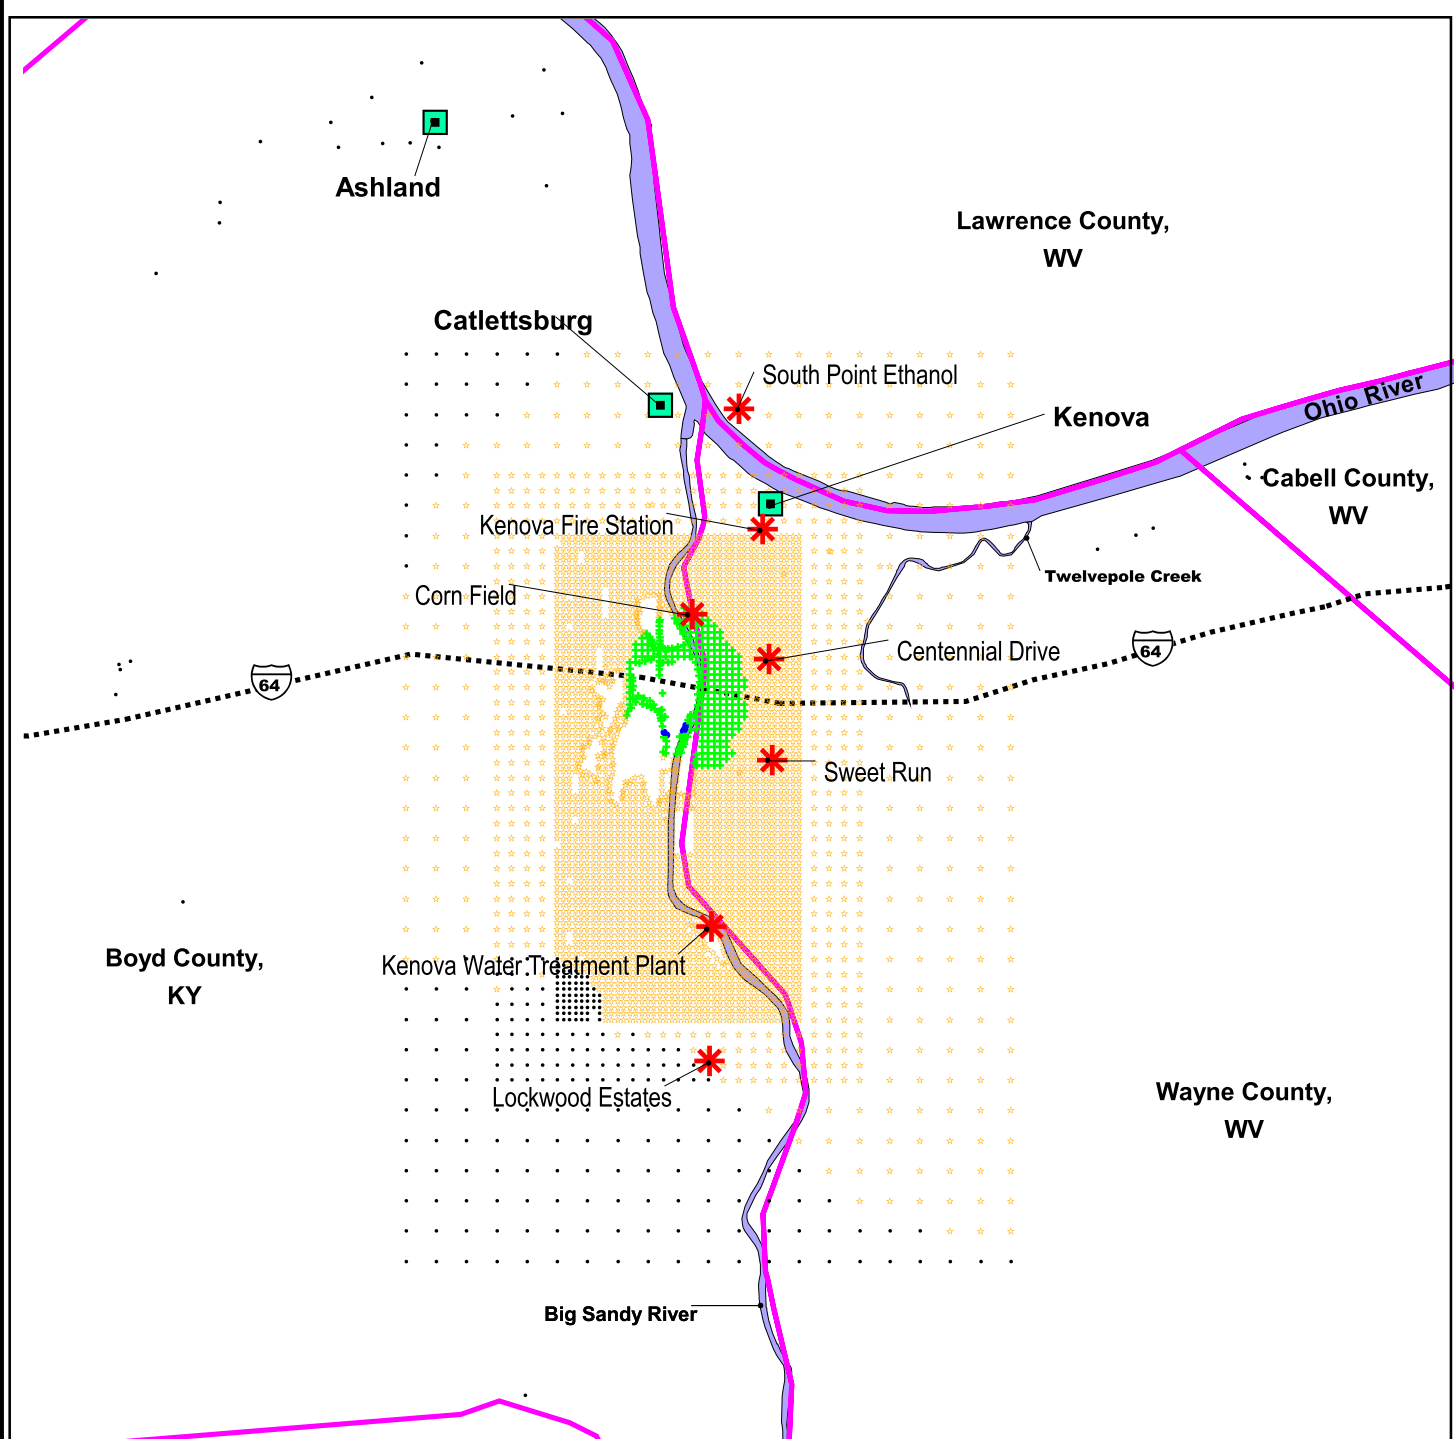 Ashland
Lawrence County,
WV
Catlettsburg
South Point Ethanol
Ohio River
Kenova
Cabell County,
WV
Kenova Fire Station
Twelvepole Creek
Corn Field
Centennial Drive
64
64
Sweet Run
Boyd County,
KY
Kenova Water Treatment Plant
Lockwood Estates
Wayne County,
WV
Big Sandy River